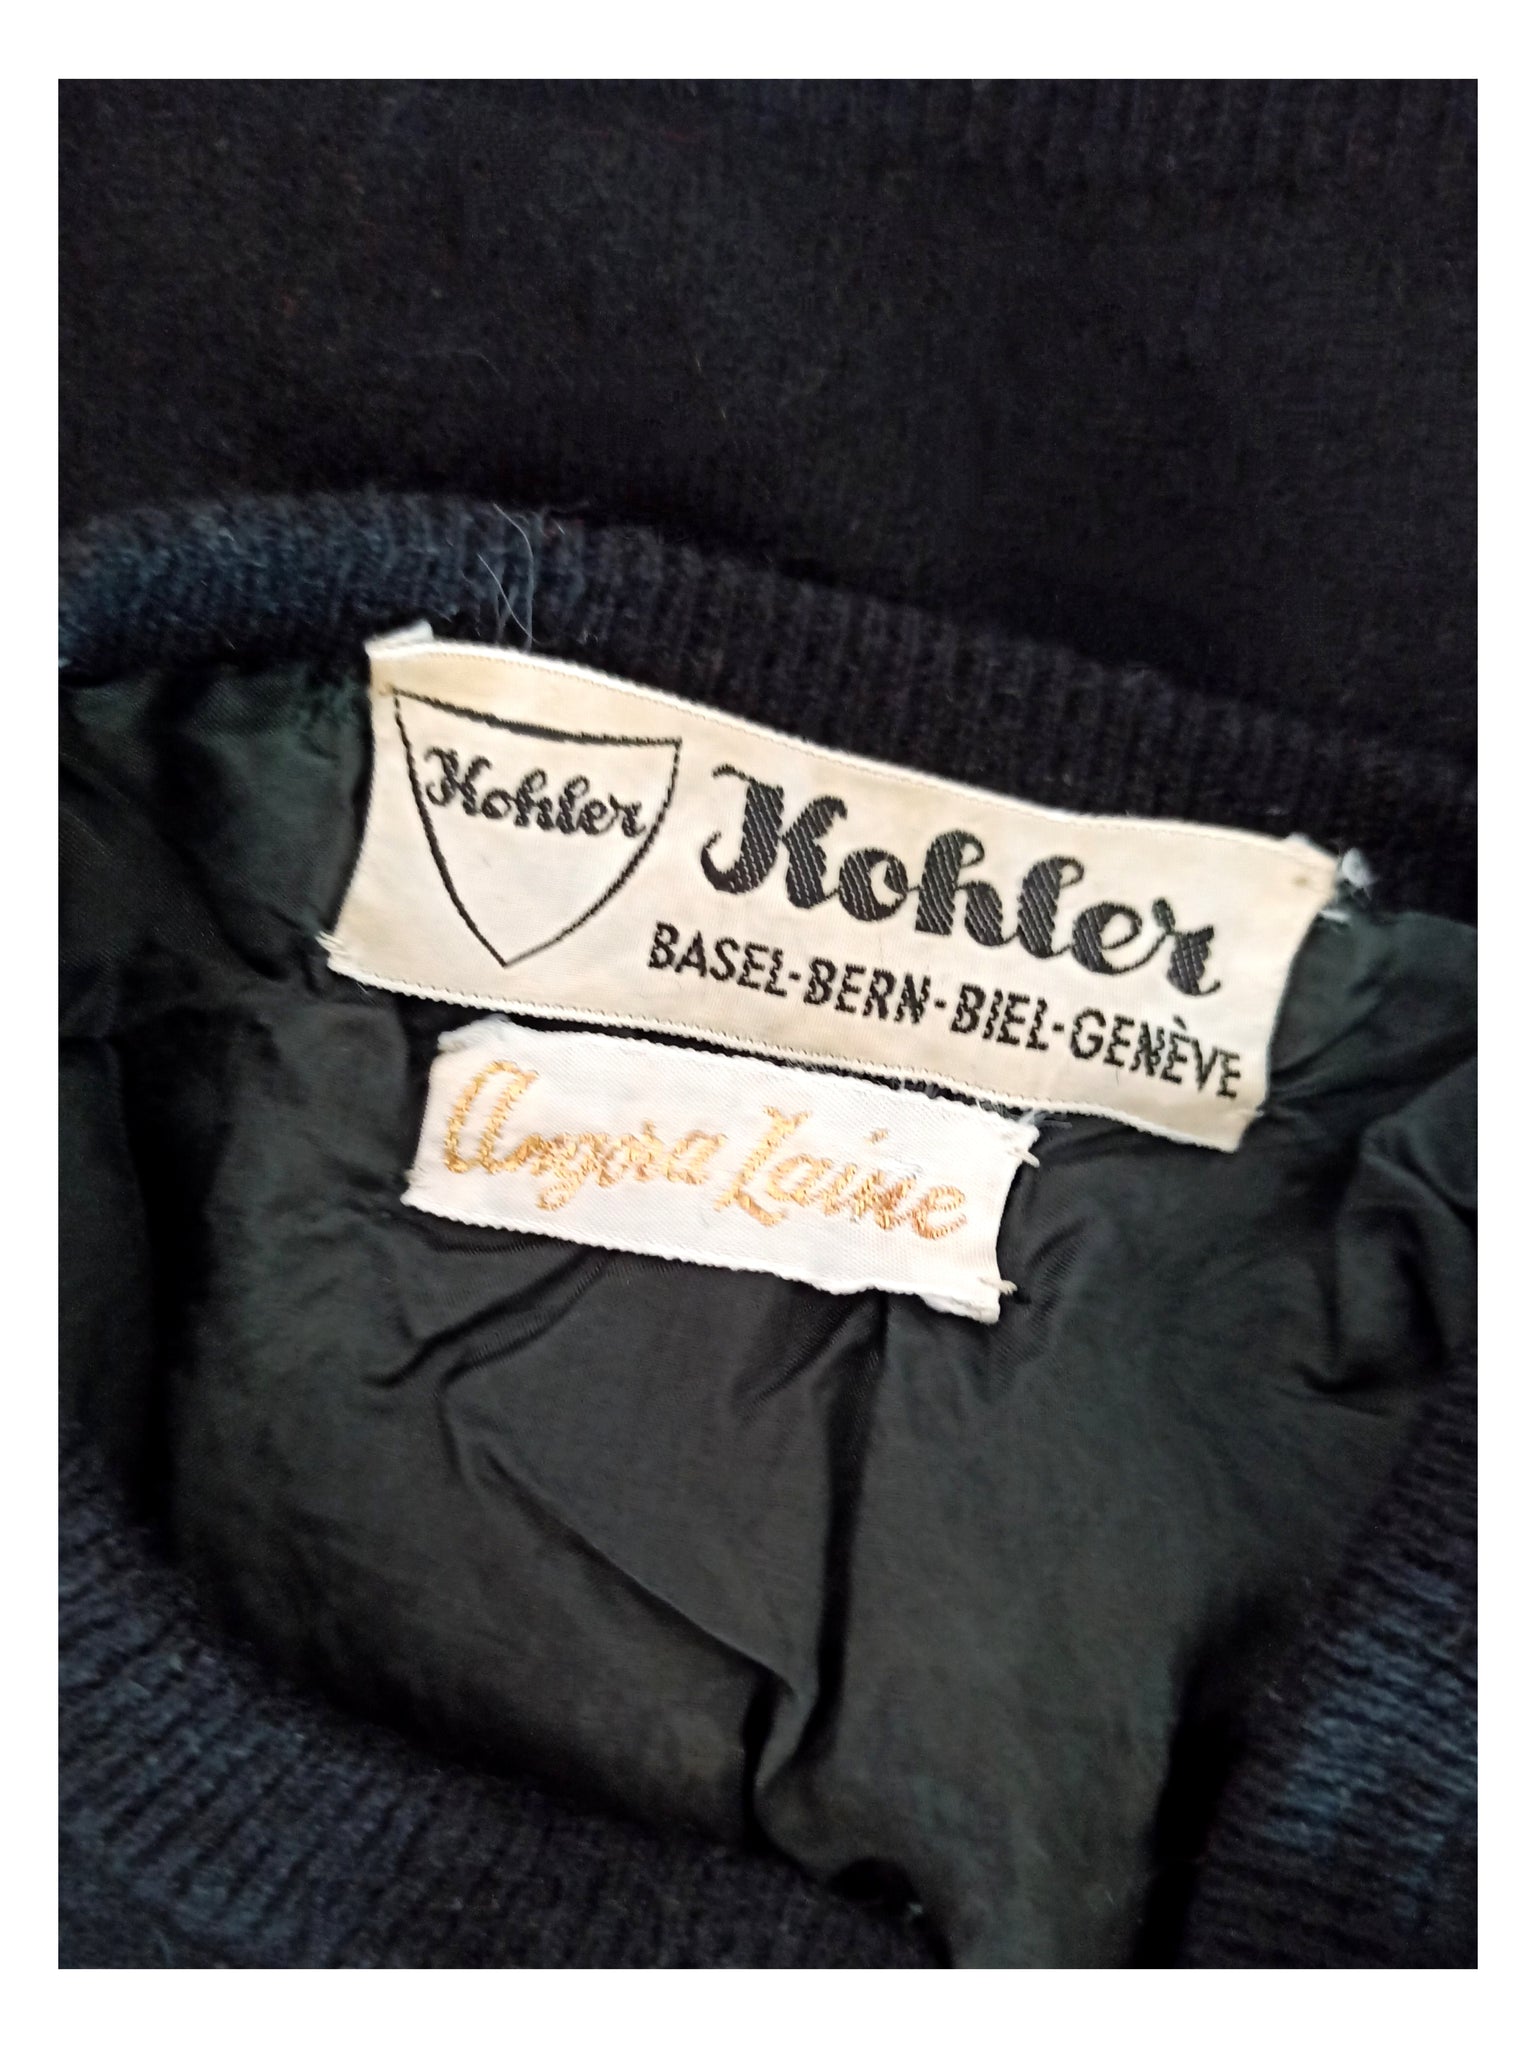 Kohler
Kohler
BASEL-BERN-BIEL-GENÈVE
Angora Laine